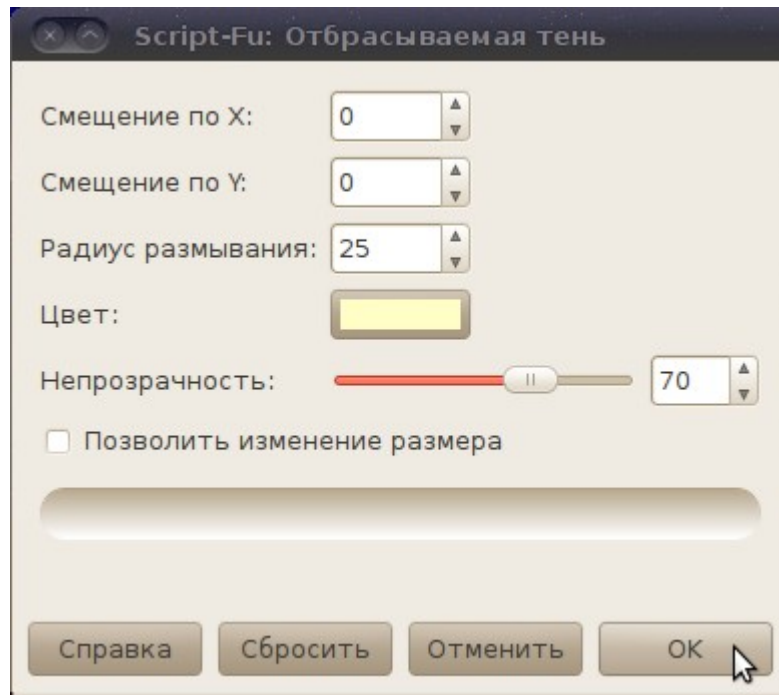 Script-Fu: Отбрасываемая тень
Смещение по X: 0
Смещение по Y: 0
Радиус размывания: 25
Цвет:
Непрозрачность: 70
Позволить изменение размера
Справка Сбросить Отменить OK